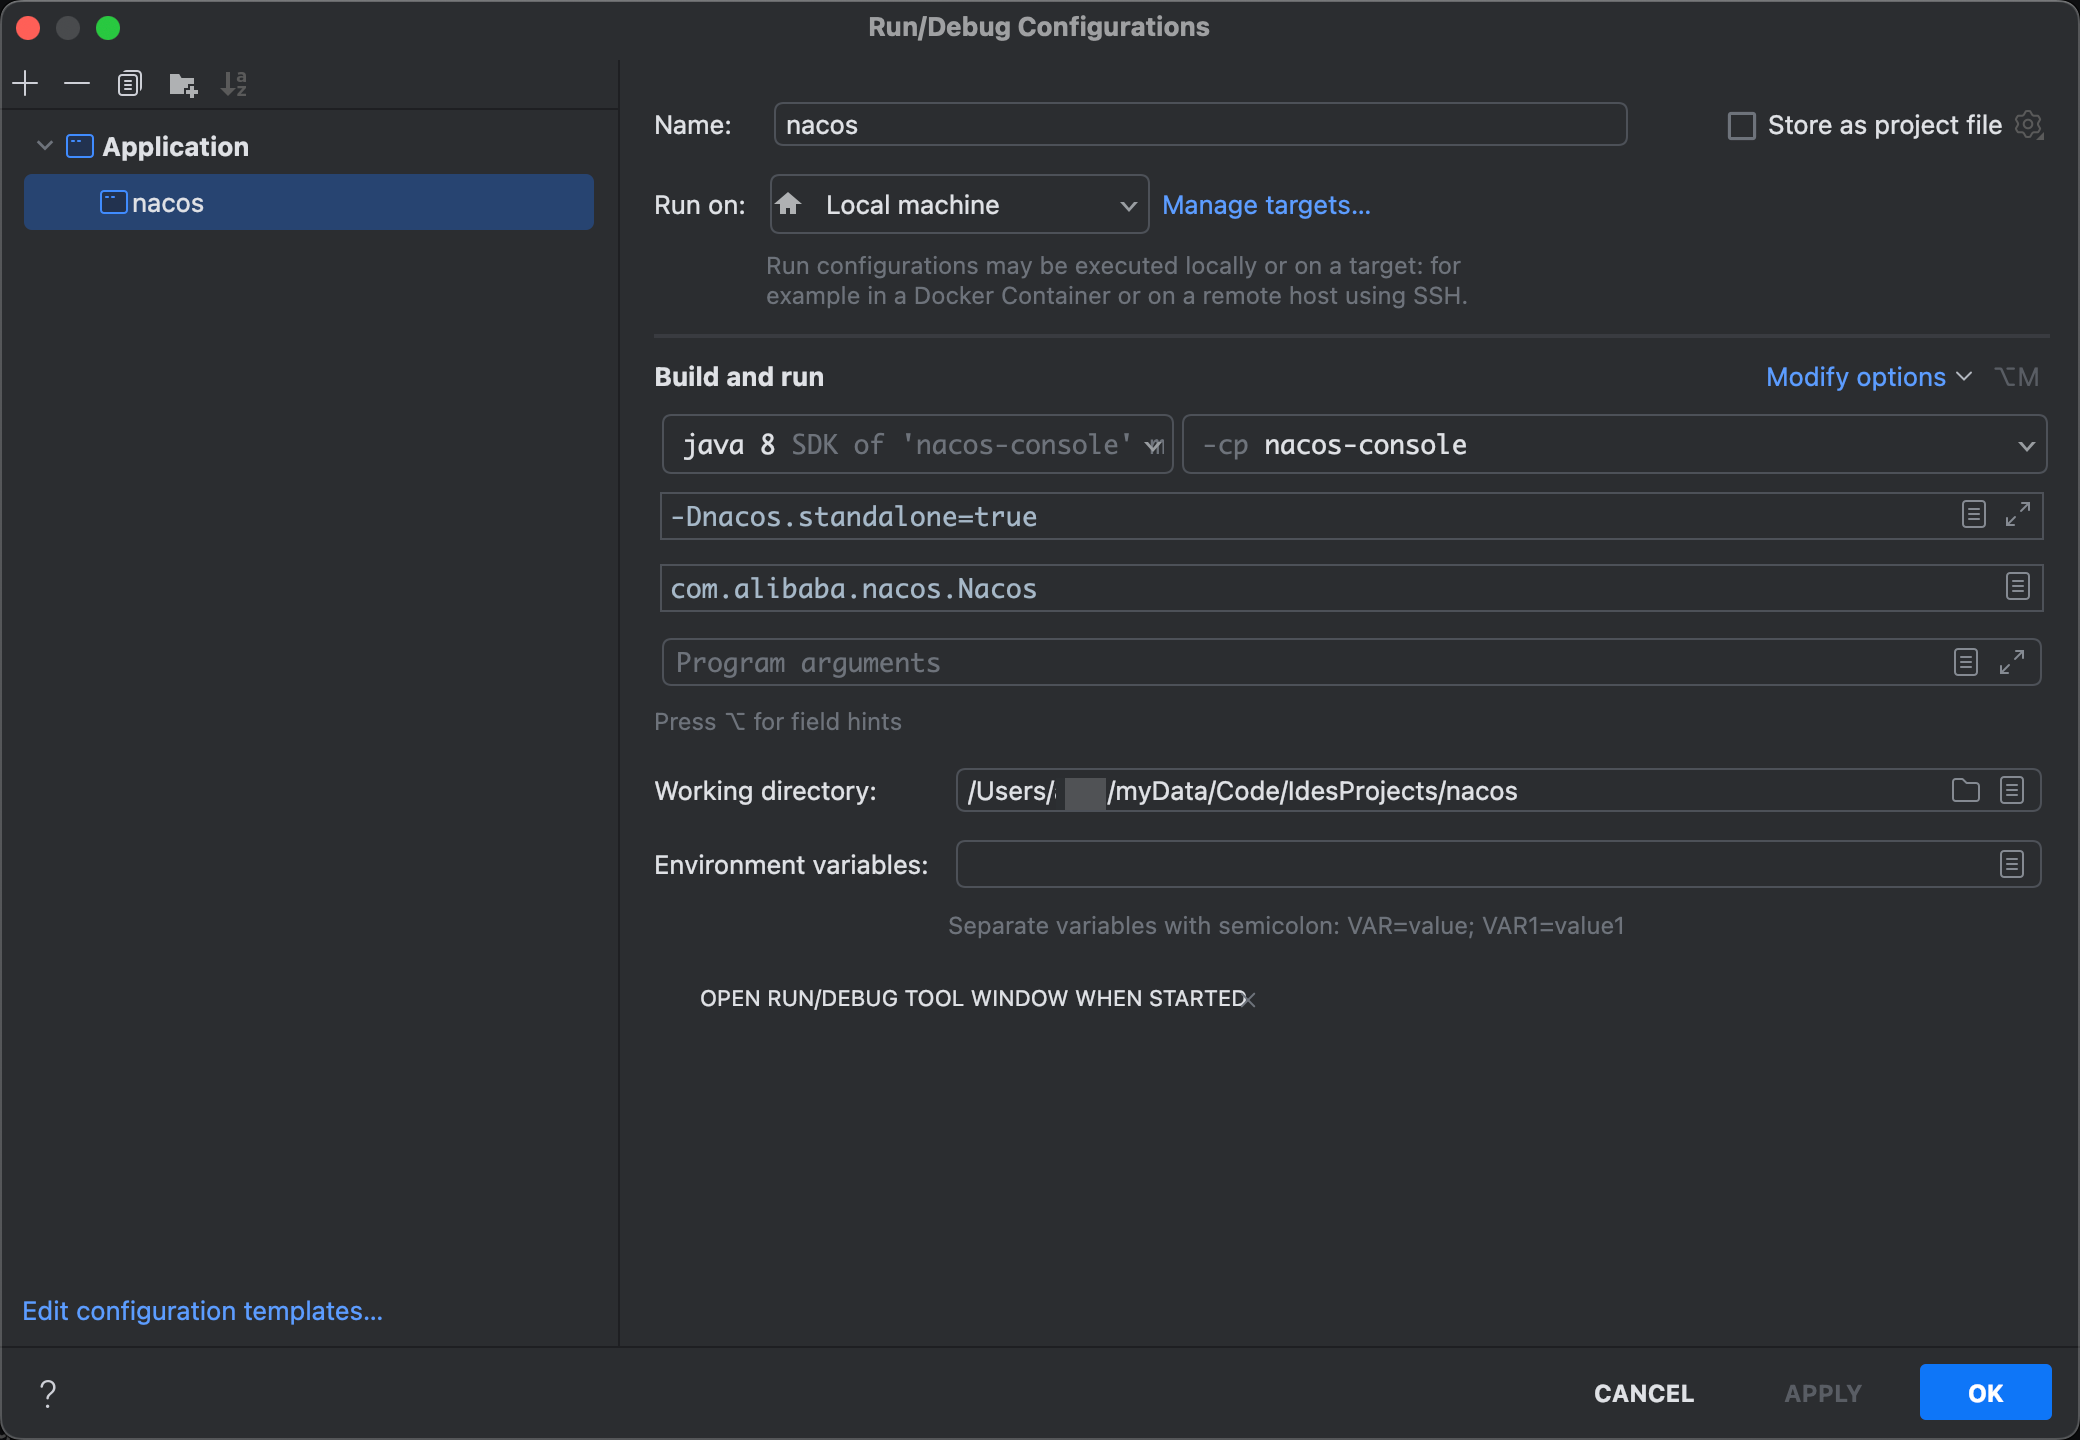 Run/Debug Configurations
Application
nacos
Edit configuration templates...
Name: nacos
Store as project file
Run on: Local machine Manage targets...
Run configurations may be executed locally or on a target: for
example in a Docker Container or on a remote host using SSH.
Build and run
Modify options ⌥M
java 8 SDK of 'nacos-console' m
-cp nacos-console
-Dnacos.standalone=true
com.alibaba.nacos.Nacos
Program arguments
Press ⌥ for field hints
Working directory: /Users/ /myData/Code/IdesProjects/nacos
Environment variables:
Separate variables with semicolon: VAR=value; VAR1=value1
OPEN RUN/DEBUG TOOL WINDOW WHEN STARTED
?
CANCEL APPLY OK